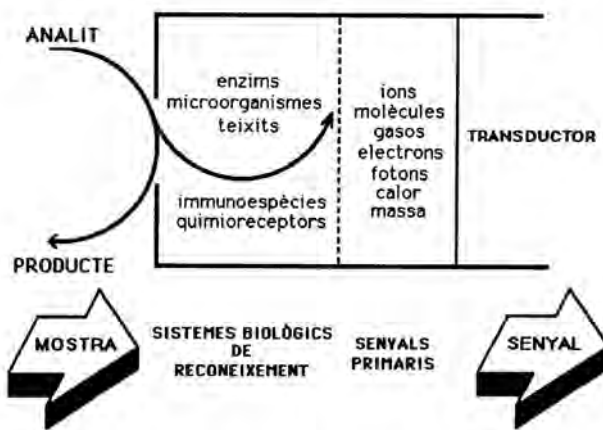 ANALIT
enzims
microorganismes
teixits
immunoespècies
quimioreceptors
ions
molècules
gasos
electrons
fotons
calor
massa
TRANSDUCTOR
PRODUCTE
MOSTRA
SISTEMES BIOLÒGICS
DE
RECONEIXEMENT
SENYALS
PRIMARIS
SENYAL